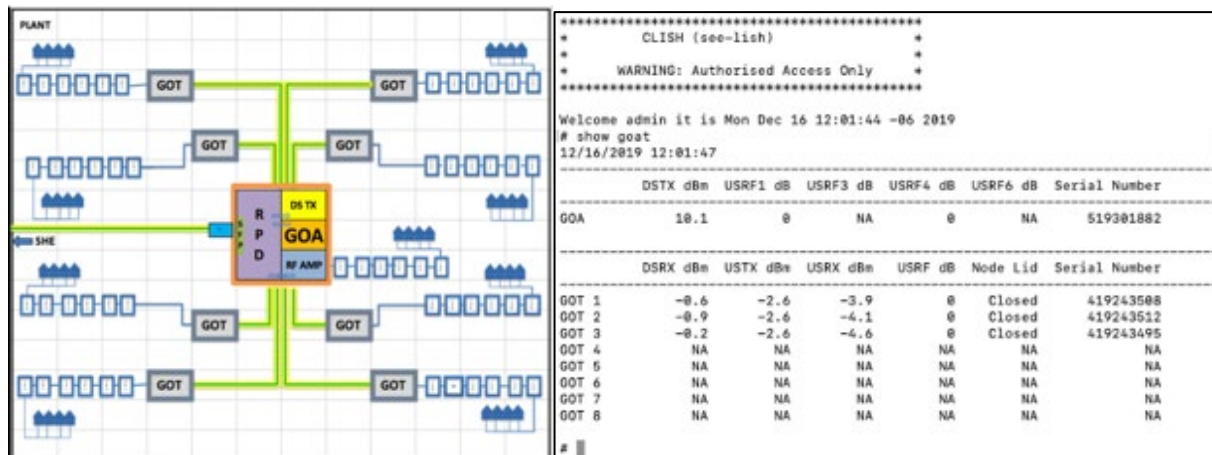 PLANT
GOT
GOT
GOT
GOT
R P D
SFP
DS TX
GOA
RF AMP
SHE
GOT
GOT
GOT
GOT
*********************************************
* CLISH (see-lish) *
* *
* WARNING: Authorised Access Only *
*********************************************
Welcome admin it is Mon Dec 16 12:01:44 -06 2019
# show goat
12/16/2019 12:01:47
DSTX dBm USRF1 dB USRF3 dB USRF4 dB USRF6 dB Serial Number
GOA 10.1 0 NA 0 NA 519301882
DSRX dBm USTX dBm USRX dBm USRF dB Node Lid Serial Number
GOT 1 -0.6 -2.6 -3.9 0 Closed 419243508
GOT 2 -0.9 -2.6 -4.1 0 Closed 419243512
GOT 3 -0.2 -2.6 -4.6 0 Closed 419243495
GOT 4 NA NA NA NA NA NA
GOT 5 NA NA NA NA NA NA
GOT 6 NA NA NA NA NA NA
GOT 7 NA NA NA NA NA NA
GOT 8 NA NA NA NA NA NA
#